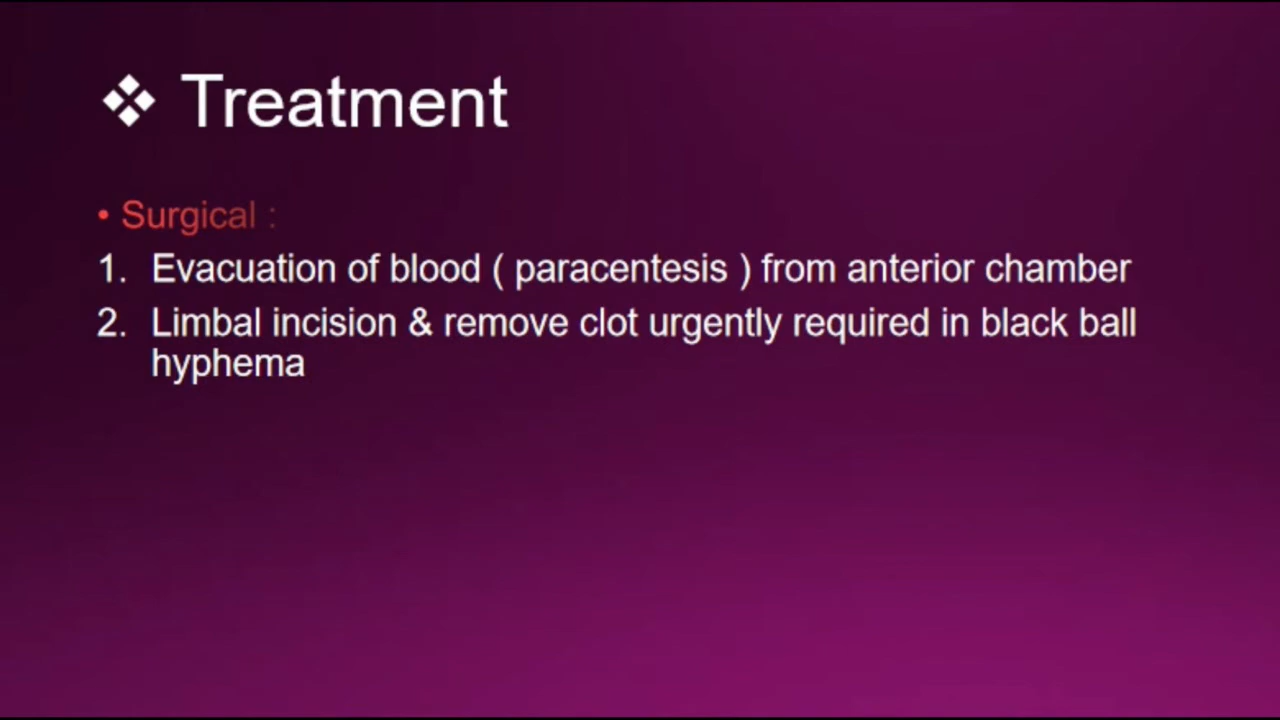 ❖ Treatment
• Surgical :
1. Evacuation of blood ( paracentesis ) from anterior chamber
2. Limbal incision & remove clot urgently required in black ball
hyphema